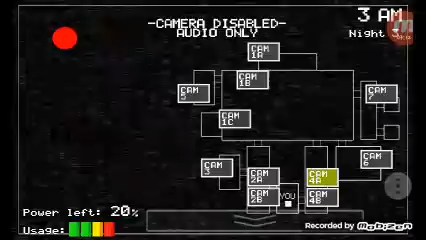 3 AM
-CAMERA DISABLED-
AUDIO ONLY
Night
CAM
1A
CAM
1B
CAM
5
CAM
7
CAM
1C
CAM
3
CAM
6
CAM
2A
CAM
4A
CAM
2B
YOU
CAM
4B
Power left: 20%
Usage:
Recorded by Mobizen